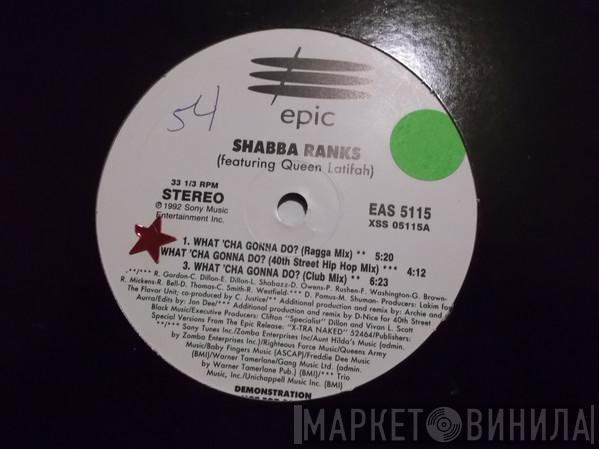 54
epic
SHABBA RANKS
(featuring Queen Latifah)
33 1/3 RPM
STEREO
℗ 1992 Sony Music
Entertainment Inc.
EAS 5115
XSS 05115A
1. WHAT 'CHA GONNA DO? (Ragga Mix) ** 5:20
WHAT 'CHA GONNA DO? (40th Street Hip Hop Mix) *** 4:12
3. WHAT 'CHA GONNA DO? (Club Mix) ** 6:23
**/*** R. Gordon-C. Dillon-E. Dillon-L. Shabazz-D. Owens-P. Rushen-F. Washington-G. Brown-
R. Mickens-R. Bell-D. Thomas-C. Smith-R. Westfield-*** D. Pomus-M. Shuman- Producers: Lakim for
The Flavor Unit; co-produced by C. Justice/** Additional production and remix by: Archie and
Aurra/Edits by: Jon Dee/*** Additional production and remix by D-Nice for 40th Street
Black Music/Executive Producers: Clifton "Specialist" Dillon and Vivan L. Scott
Special Versions From The Epic Release: "X-TRA NAKED" 52464/Publishers:
**/*** Sony Tunes Inc./Zomba Enterprises Inc/Aunt Hilda's Music (admin.
by Zomba Enterprises Inc.)/Righteous Force Music/Queens Army
Music/Baby Fingers Music (ASCAP)/Freddie Dee Music
(BMI)/Warner Tamerlane/Gang Music Ltd. (admin.
by Warner Tamerlane Pub.) (BMI)/*** Trio
Music, Inc./Unichappell Music Inc. (BMI)
DEMONSTRATION
МАРКЕТ ВИНИЛА